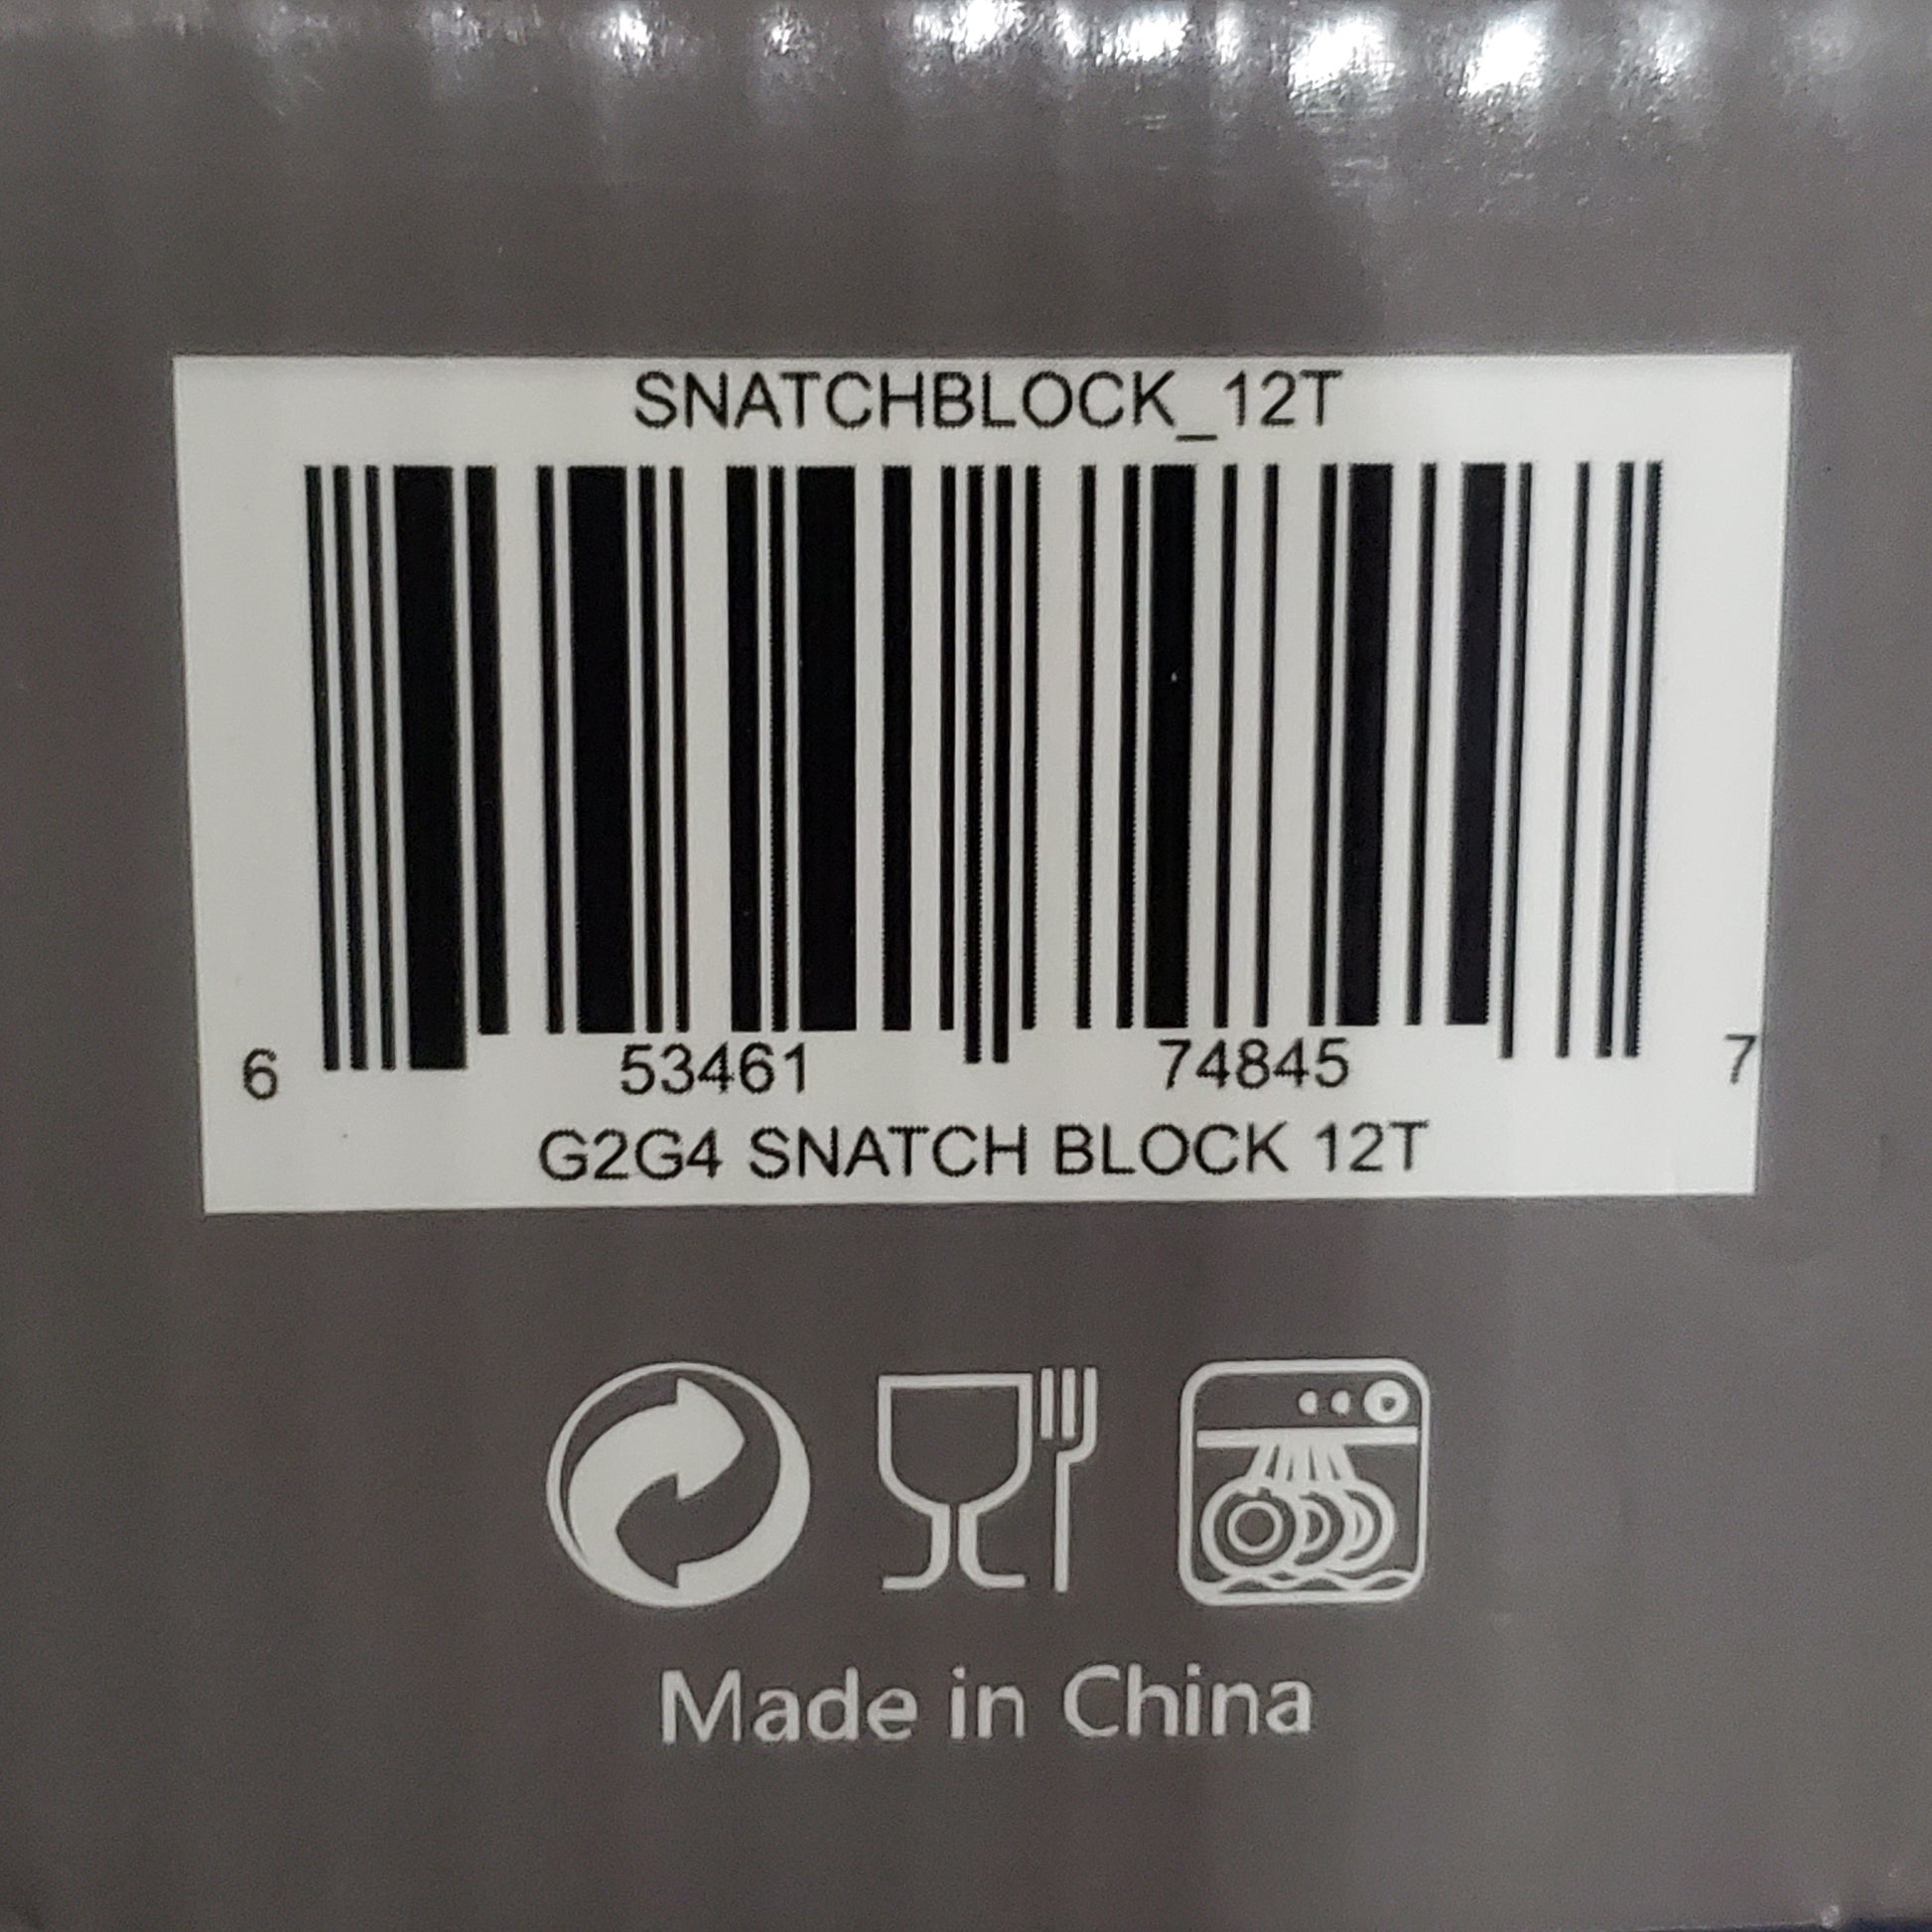 SNATCHBLOCK_12T
6 53461 74845 7
G2G4 SNATCH BLOCK 12T
Made in China